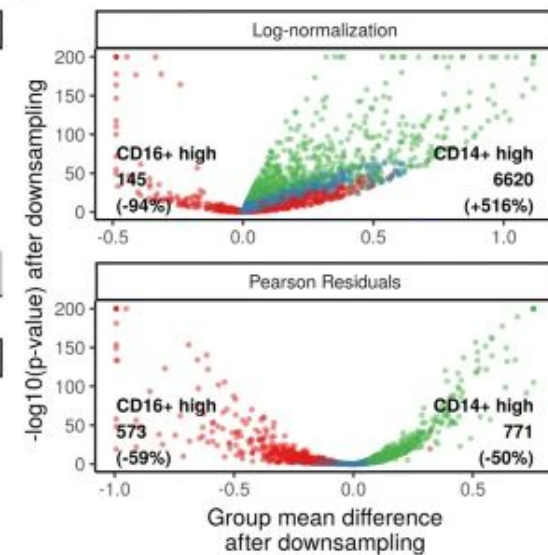 Log-normalization
200
150
100
50
0
CD16+ high
145
(-94%)
CD14+ high
6620
(+516%)
-0.5
0.0
0.5
1.0
Pearson Residuals
200
150
100
50
0
CD16+ high
573
(-59%)
CD14+ high
771
(-50%)
-1.0
-0.5
0.0
0.5
-log10(p-value) after downsampling
Group mean difference
after downsampling